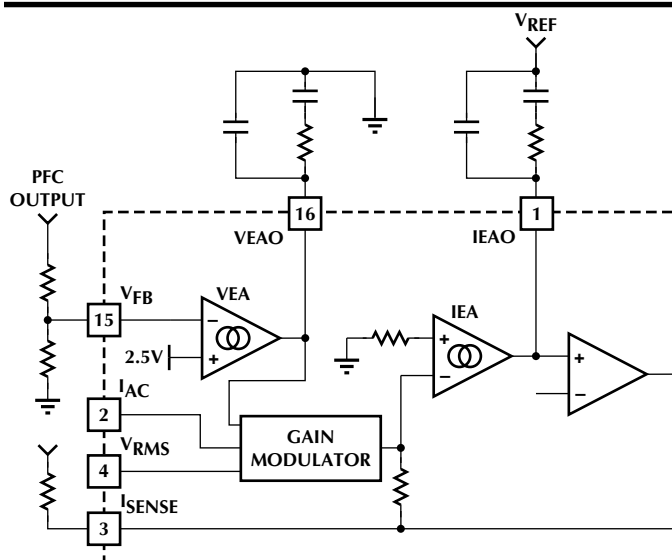 VREF
PFC
OUTPUT
16
1
VEAO
IEAO
VFB
VEA
IEA
15
−
+
2.5V
+
−
+
−
IAC
2
VRMS
4
GAIN
MODULATOR
ISENSE
3